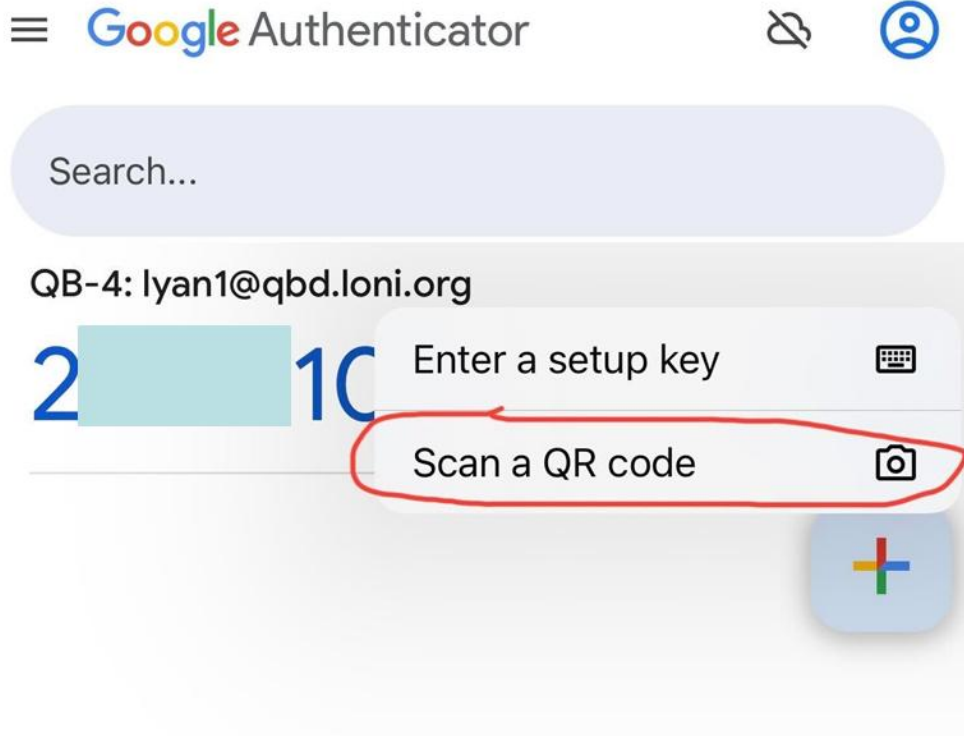 Google Authenticator
Search...
QB-4: lyan1@qbd.loni.org
2 10
Enter a setup key
Scan a QR code